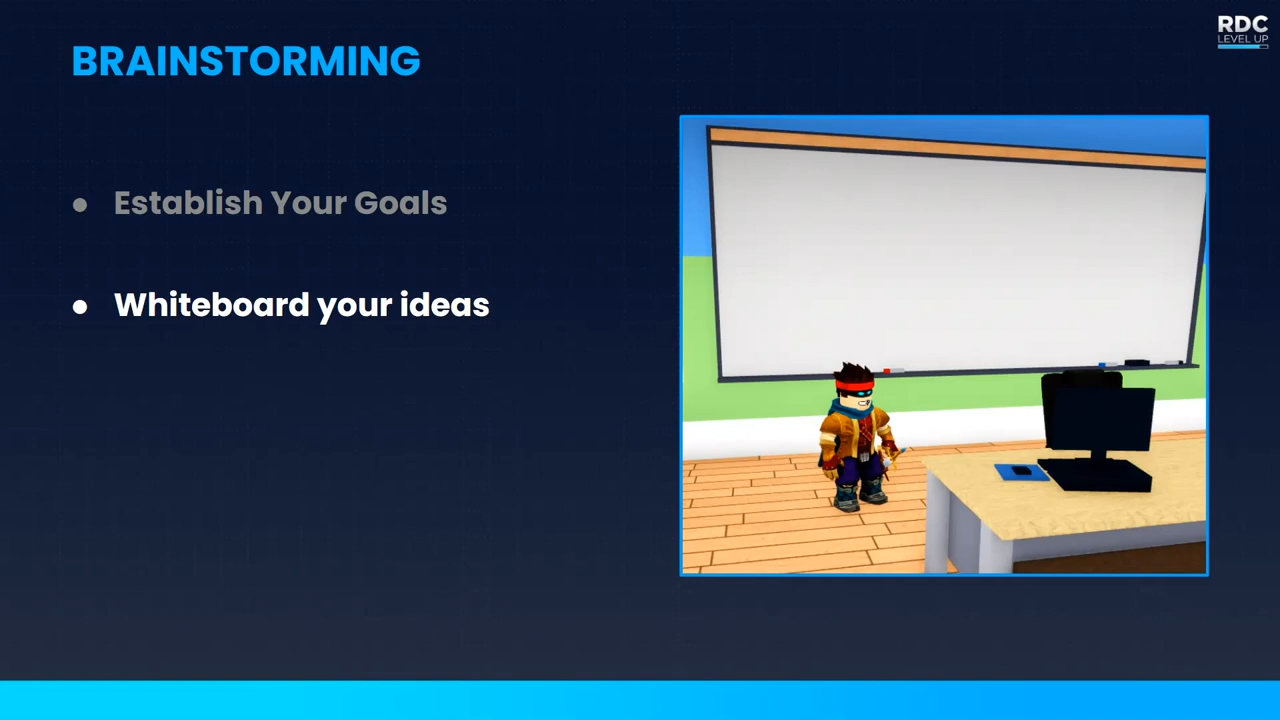 BRAINSTORMING
RDC
LEVEL UP
● Establish Your Goals
● Whiteboard your ideas